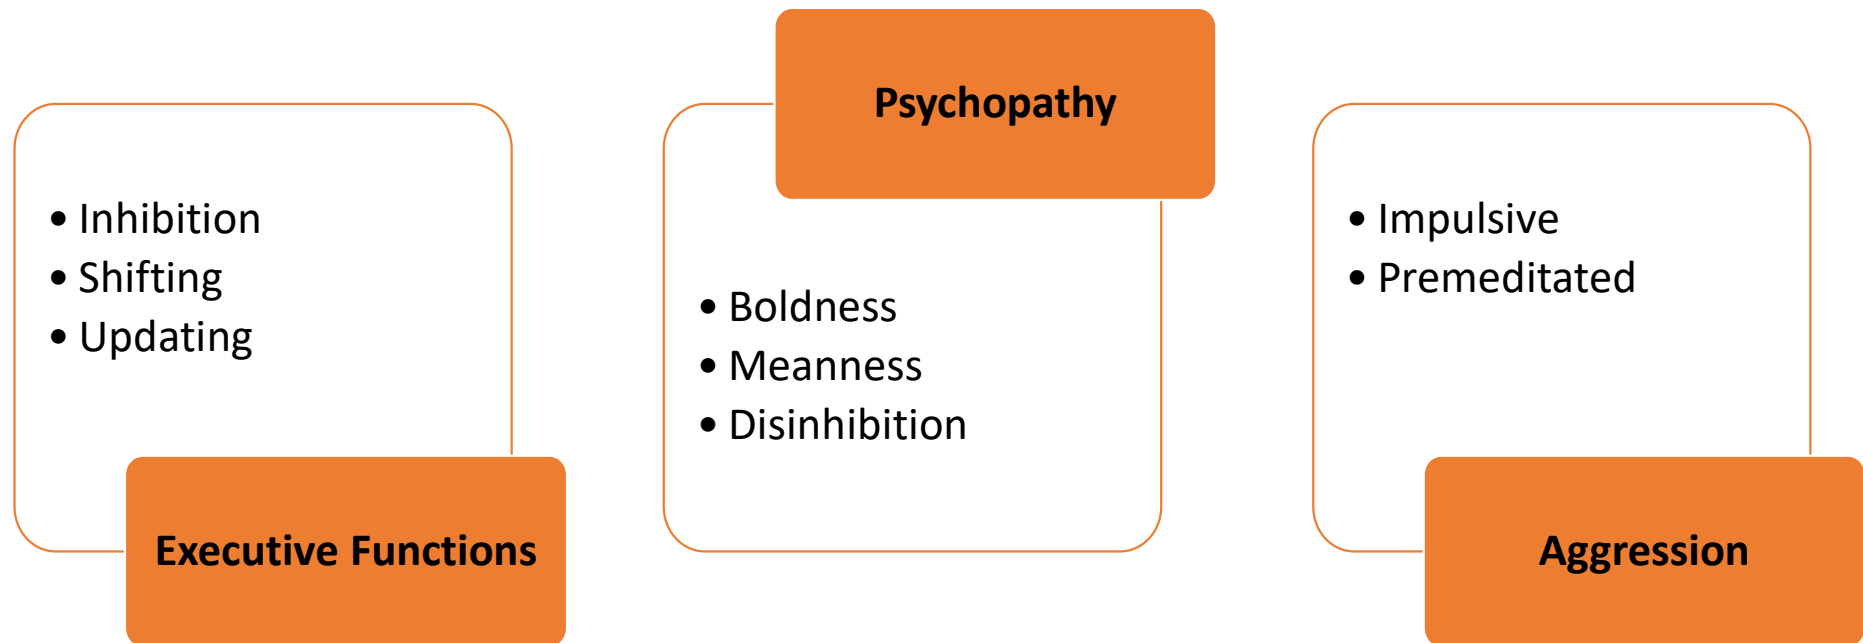 • Inhibition
• Shifting
• Updating
Executive Functions
Psychopathy
• Boldness
• Meanness
• Disinhibition
• Impulsive
• Premeditated
Aggression